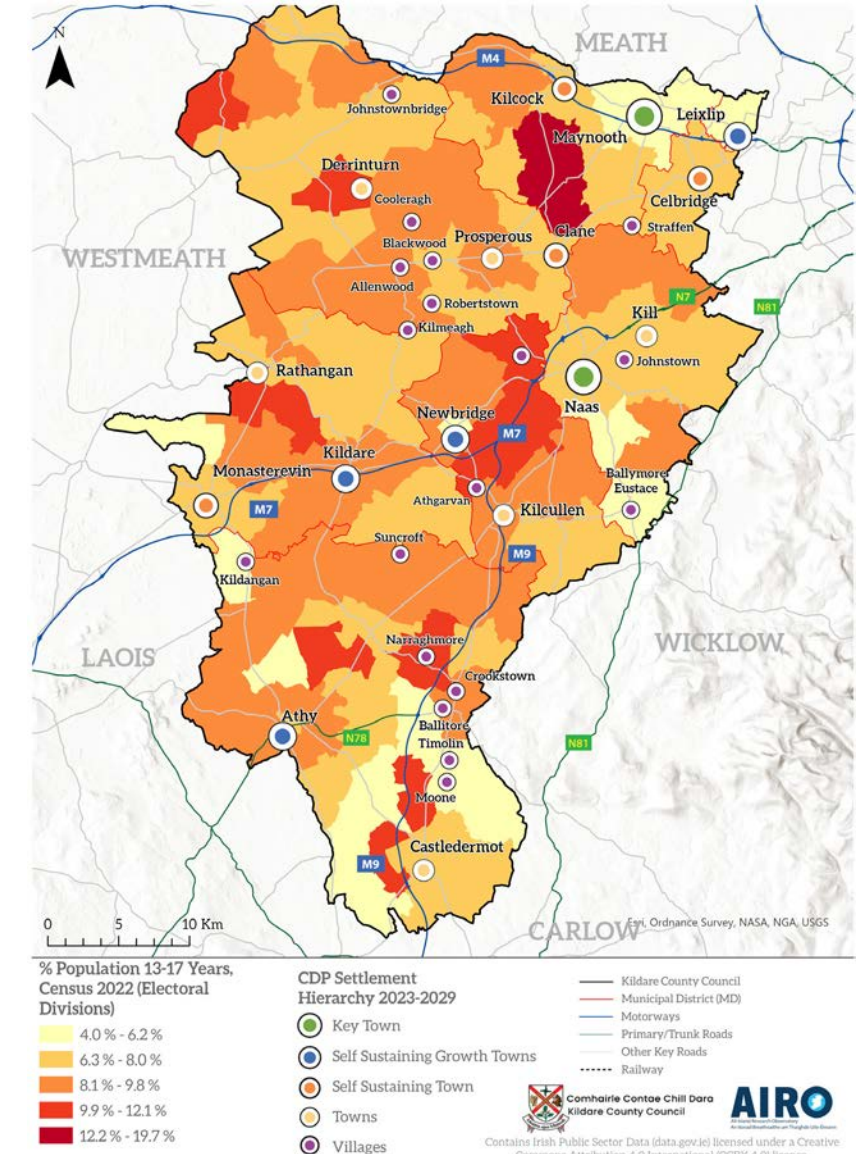 N
MEATH
M4
Johnstownbridge
Kilcock
Leixlip
Maynooth
Derrinturn
Cooleragh
Celbridge
Straffen
WESTMEATH
Blackwood
Prosperous
Clane
Allenwood
Robertstown
N7
N81
Kill
Kilmeagh
Johnstown
Rathangan
Naas
Newbridge
M7
Kildare
Monasterevin
Ballymore
Eustace
Athgarvan
Kilcullen
M7
Suncroft
M9
Kildangan
Narraghmore
WICKLOW
LAOIS
Crookstown
Athy
Ballitore
N78
Timolin
N81
Moone
Castledermot
M9
0 5 10 Km
CARLOW
Esri, Ordnance Survey, NASA, NGA, USGS
% Population 13-17 Years,
Census 2022 (Electoral
Divisions)
4.0 % - 6.2 %
6.3 % - 8.0 %
8.1 % - 9.8 %
9.9 % - 12.1 %
12.2 % - 19.7 %
CDP Settlement
Hierarchy 2023-2029
Key Town
Self Sustaining Growth Towns
Self Sustaining Town
Towns
Villages
Kildare County Council
Municipal District (MD)
Motorways
Primary/Trunk Roads
Other Key Roads
Railway
Comhairle Contae Chill Dara
Kildare County Council
AIRO
All-Island Research Observatory
Contains Irish Public Sector Data (data.gov.ie) licensed under a Creative